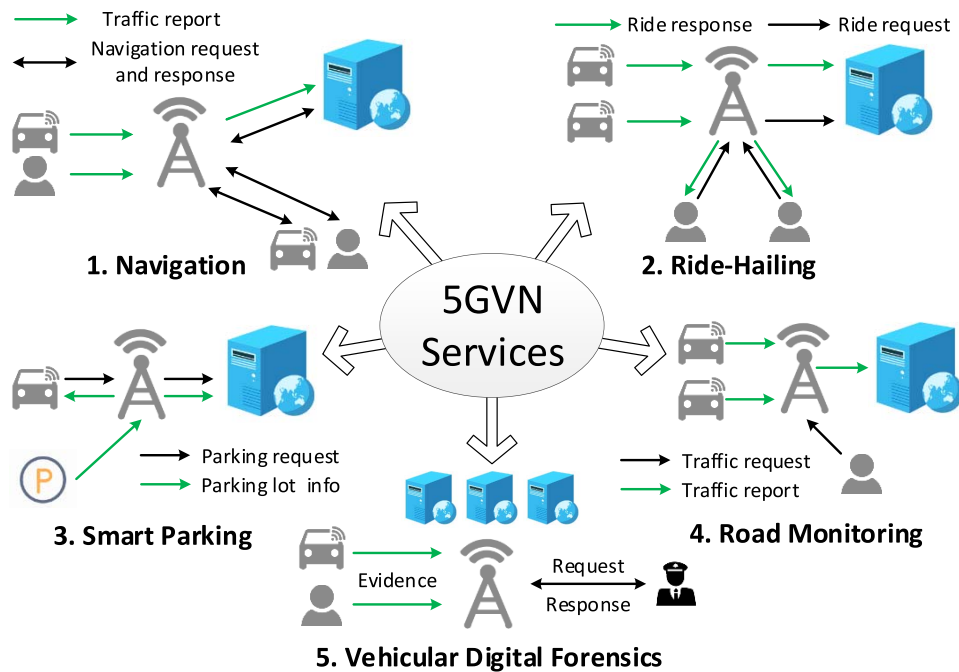 Traffic report
Navigation request
and response
1. Navigation
Ride response
Ride request
2. Ride-Hailing
5GVN
Services
P
Parking request
Parking lot info
3. Smart Parking
Traffic request
Traffic report
4. Road Monitoring
Evidence
Request
Response
5. Vehicular Digital Forensics